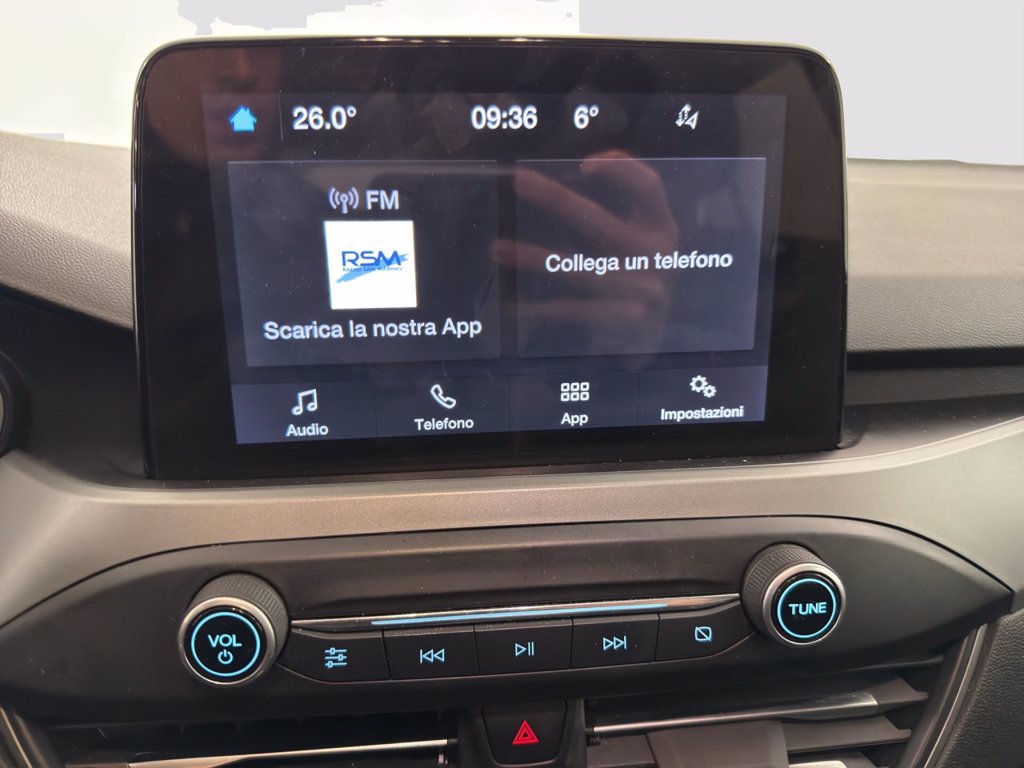 26.0°
09:36
6°
FM
RSM
RADIO SAN MARINO
Scarica la nostra App
Collega un telefono
Audio
Telefono
App
Impostazioni
VOL
TUNE